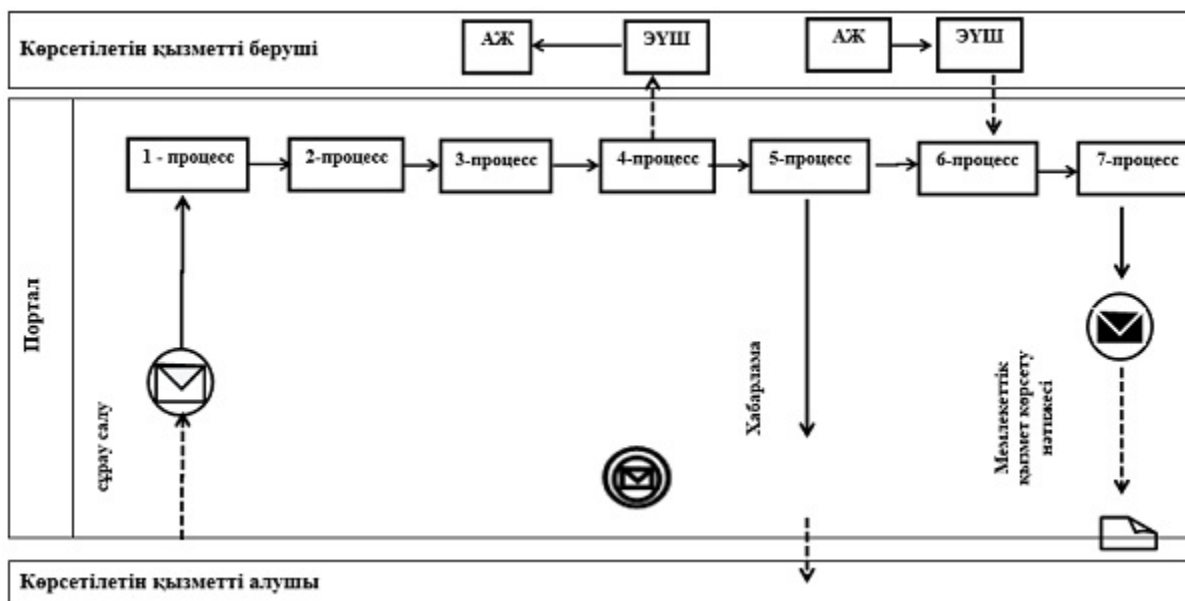 Көрсетілетін қызметті беруші
АЖ
ЭҮШ
АЖ
ЭҮШ
Портал
1 - процесс
2-процесс
3-процесс
4-процесс
5-процесс
6-процесс
7-процесс
сұрау салу
Хабарлама
Мемлекеттік
қызмет көрсету
нәтижесі
Көрсетілетін қызметті алушы